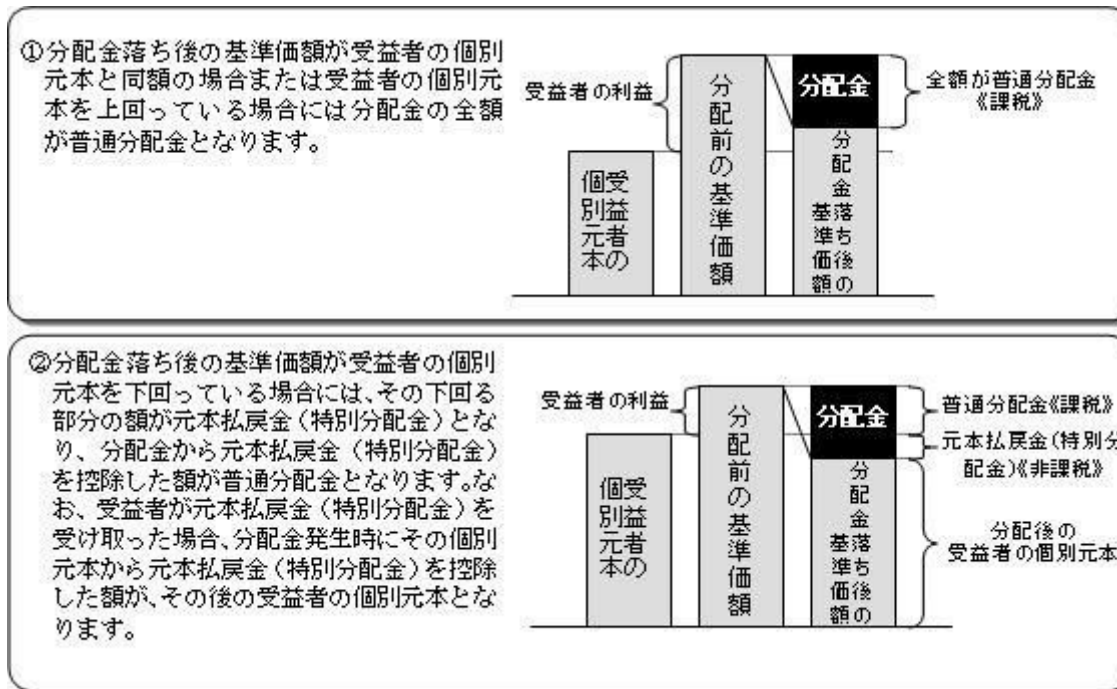 ①分配金落ち後の基準価額が受益者の個別
元本と同額の場合または受益者の個別元
本を上回っている場合には分配金の全額
が普通分配金となります。
受益者の利益
受益者の
個別元本
分配前の基準価額
分配金
分配金落ち後の
基準価額
全額が普通分配金
《課税》
②分配金落ち後の基準価額が受益者の個別
元本を下回っている場合には、その下回る
部分の額が元本払戻金（特別分配金）とな
り、分配金から元本払戻金（特別分配金）
を控除した額が普通分配金となります。な
お、受益者が元本払戻金（特別分配金）を
受け取った場合、分配金発生時にその個別
元本から元本払戻金（特別分配金）を控除
した額が、その後の受益者の個別元本とな
ります。
受益者の利益
受益者の
個別元本
分配前の基準価額
分配金
分配金落ち後の
基準価額
普通分配金《課税》
元本払戻金(特別分
配金)《非課税》
分配後の
受益者の個別元本